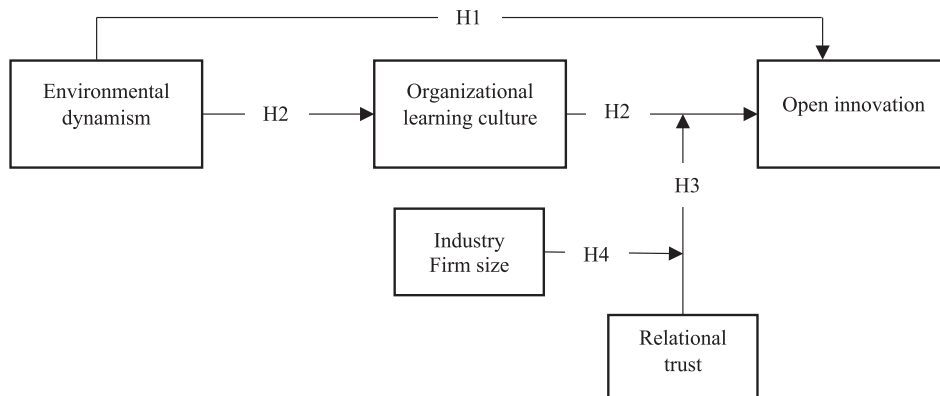 H1
Environmental
dynamism
H2
Organizational
learning culture
H2
Open innovation
H3
Industry
Firm size
H4
Relational
trust